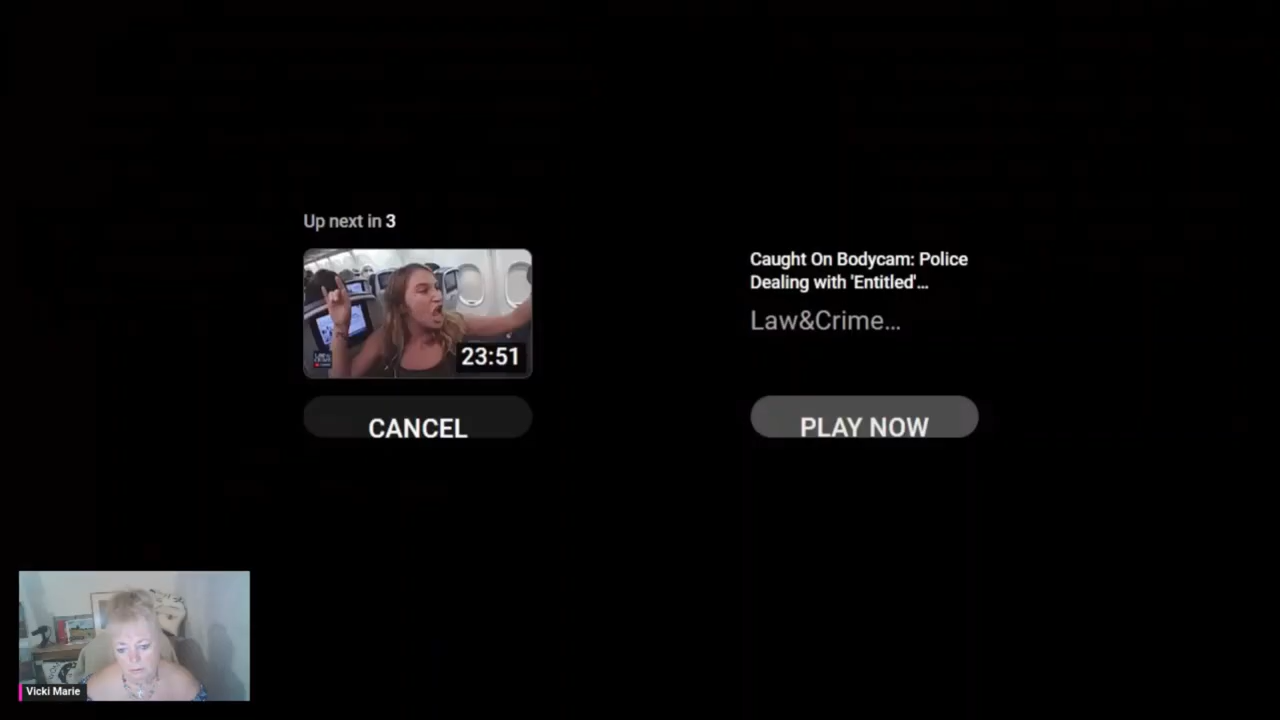 Up next in 3
23:51
Caught On Bodycam: Police
Dealing with 'Entitled'...
Law&Crime...
CANCEL
PLAY NOW
Vicki Marie